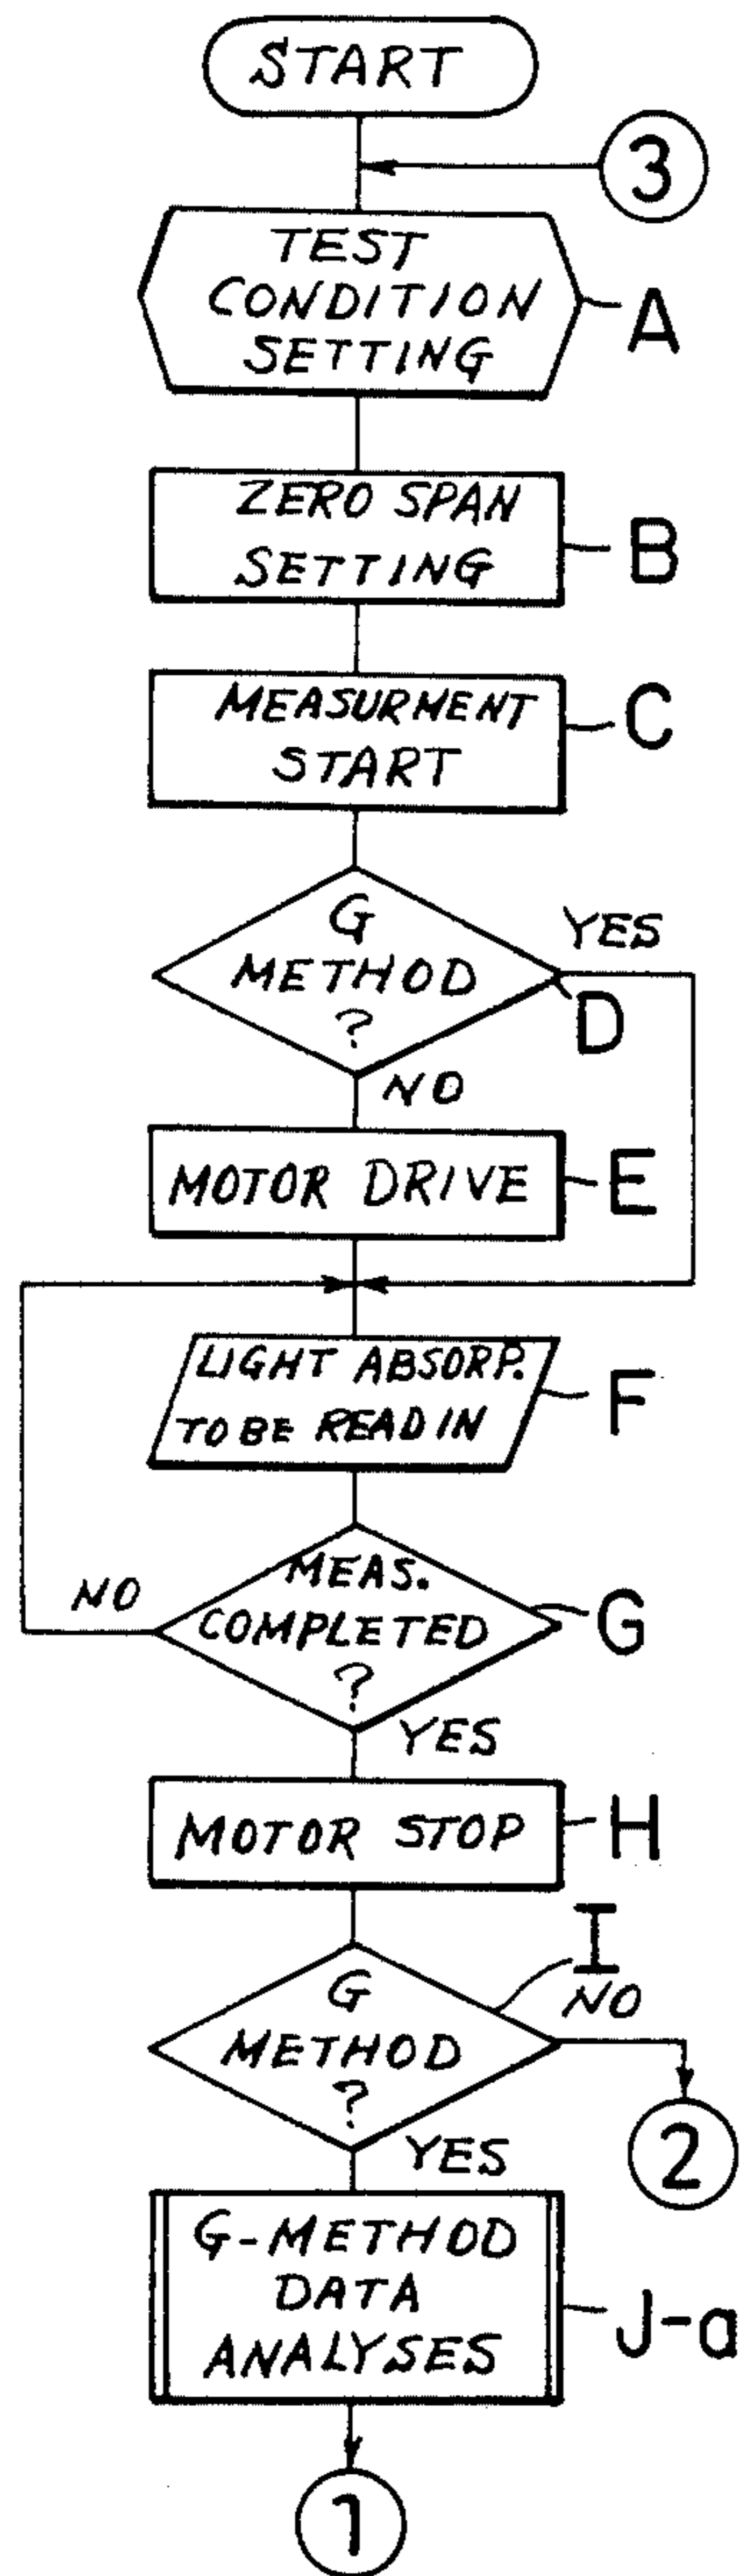 START
3
TEST
CONDITION
SETTING
A
ZERO SPAN
SETTING
B
MEASURMENT
START
C
G
METHOD
?
YES
D
NO
MOTOR DRIVE
E
LIGHT ABSORP.
TO BE READ IN
F
MEAS.
COMPLETED
?
NO
G
YES
MOTOR STOP
H
I
G
METHOD
?
NO
2
YES
G-METHOD
DATA
ANALYSES
J-a
1